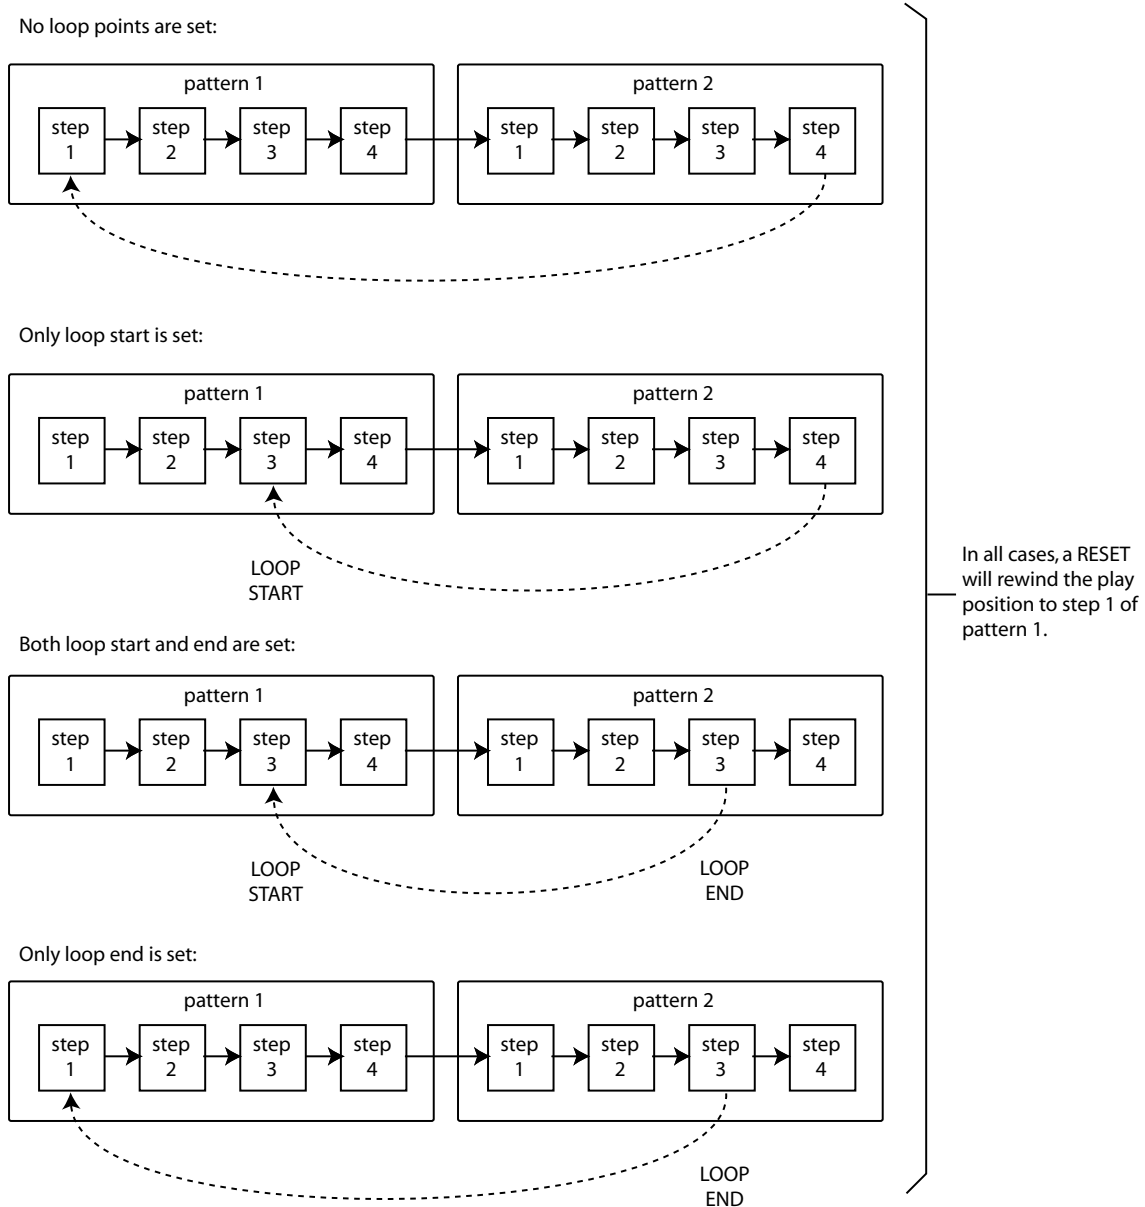 No loop points are set:
pattern 1
step
1
step
2
step
3
step
4
pattern 2
step
1
step
2
step
3
step
4
Only loop start is set:
pattern 1
step
1
step
2
step
3
step
4
pattern 2
step
1
step
2
step
3
step
4
LOOP
START
Both loop start and end are set:
pattern 1
step
1
step
2
step
3
step
4
pattern 2
step
1
step
2
step
3
step
4
LOOP
START
LOOP
END
Only loop end is set:
pattern 1
step
1
step
2
step
3
step
4
pattern 2
step
1
step
2
step
3
step
4
LOOP
END
In all cases, a RESET
will rewind the play
position to step 1 of
pattern 1.